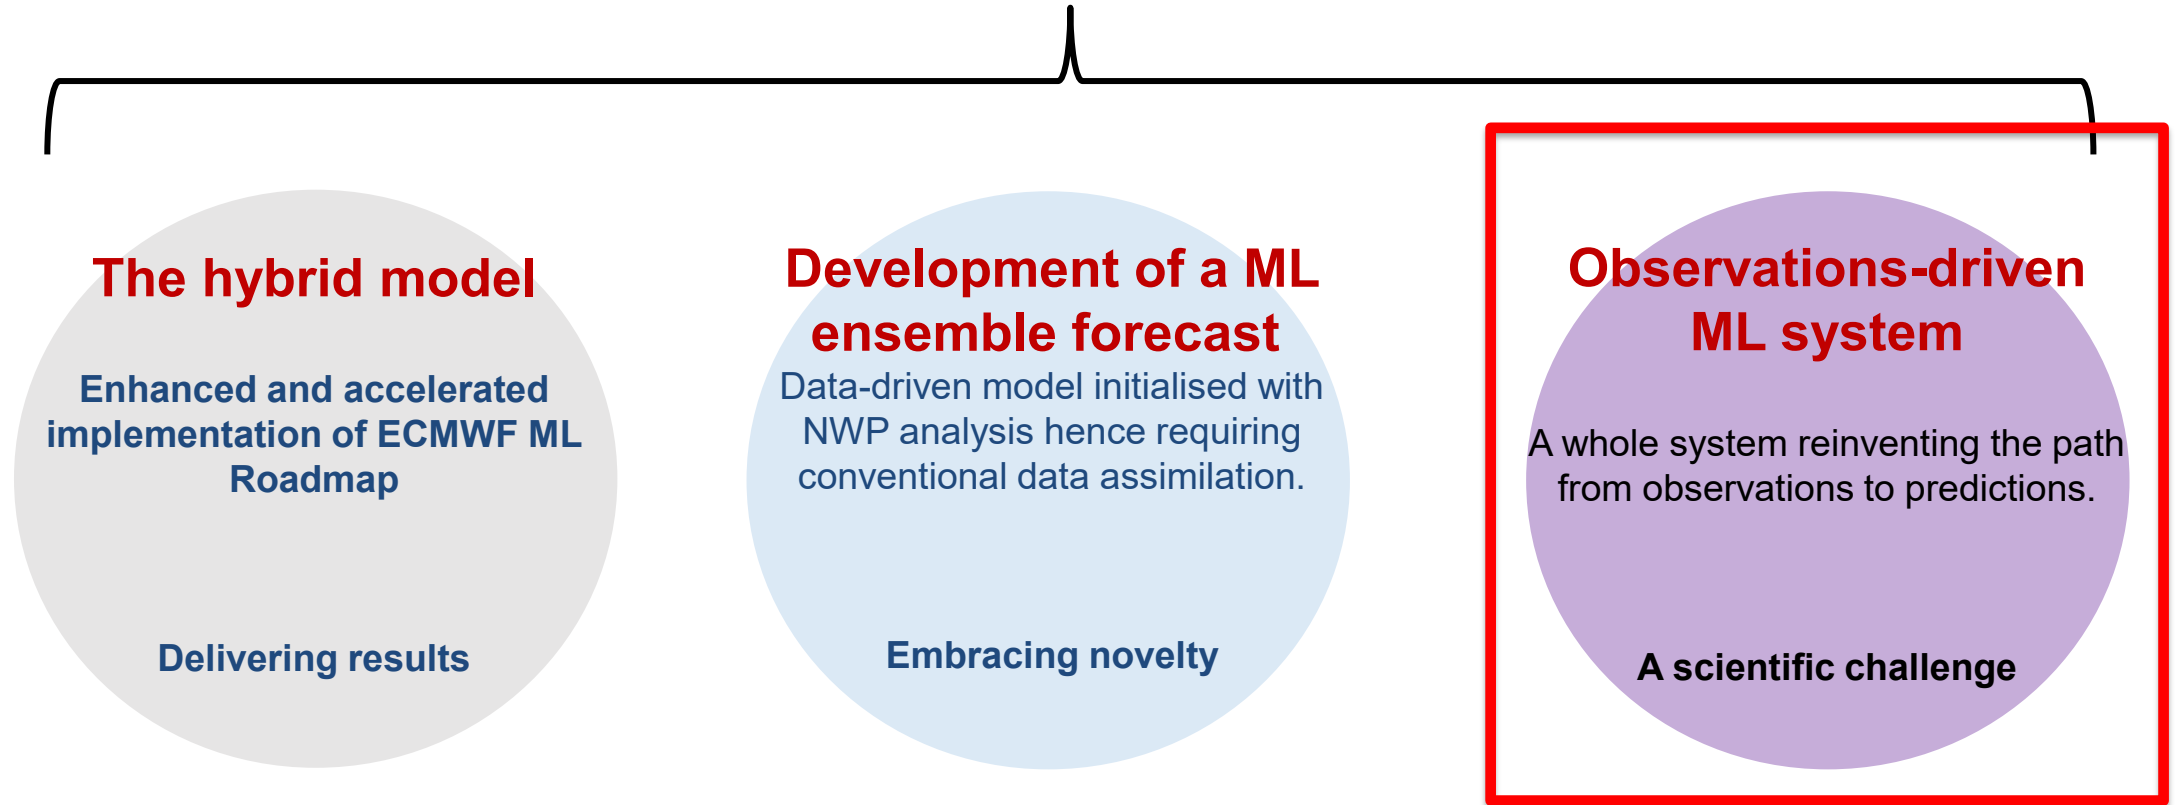 The hybrid model
Enhanced and accelerated
implementation of ECMWF ML
Roadmap
Delivering results
Development of a ML
ensemble forecast
Data-driven model initialised with
NWP analysis hence requiring
conventional data assimilation.
Embracing novelty
Observations-driven
ML system
A whole system reinventing the path
from observations to predictions.
A scientific challenge